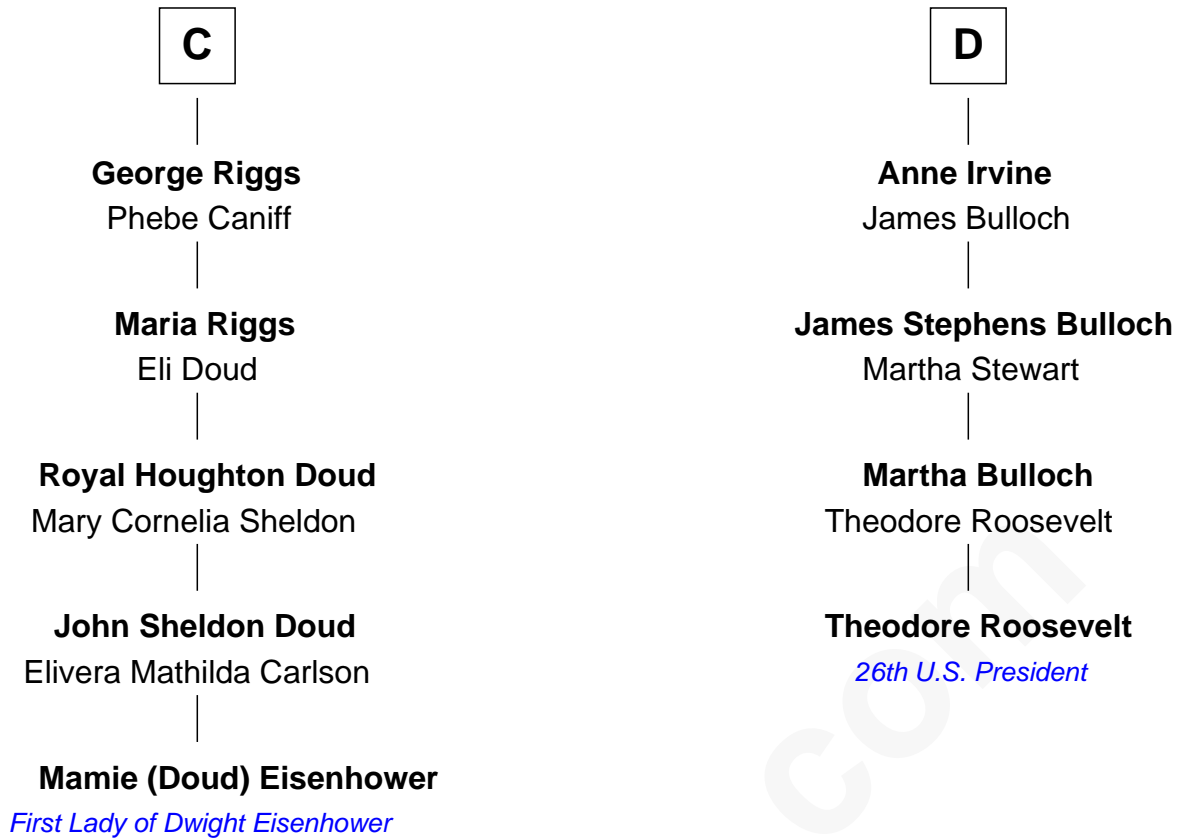 C
George Riggs
Phebe Caniff
Maria Riggs
Eli Doud
Royal Houghton Doud
Mary Cornelia Sheldon
John Sheldon Doud
Elivera Mathilda Carlson
Mamie (Doud) Eisenhower
First Lady of Dwight Eisenhower
D
Anne Irvine
James Bulloch
James Stephens Bulloch
Martha Stewart
Martha Bulloch
Theodore Roosevelt
Theodore Roosevelt
26th U.S. President
com